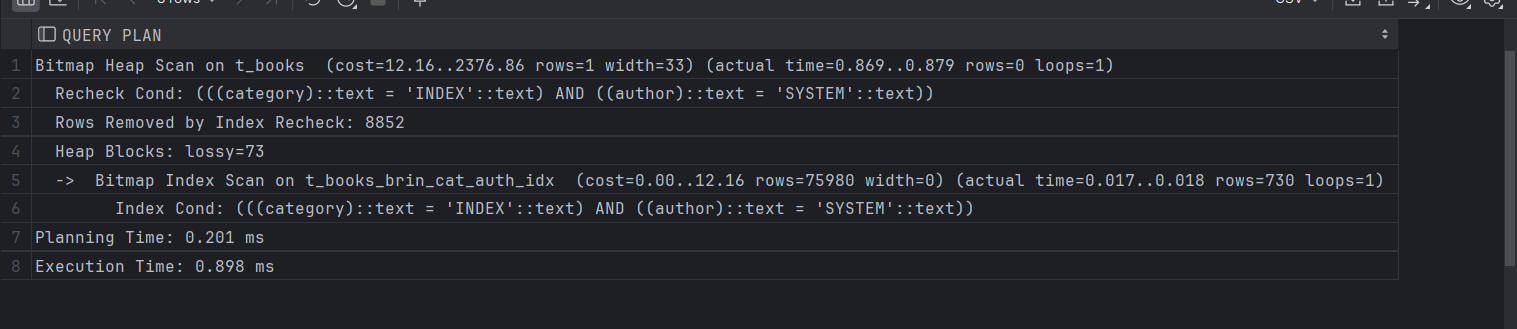 QUERY PLAN
1 Bitmap Heap Scan on t_books  (cost=12.16..2376.86 rows=1 width=33) (actual time=0.869..0.879 rows=0 loops=1)
2 Recheck Cond: (((category)::text = 'INDEX'::text) AND ((author)::text = 'SYSTEM'::text))
3 Rows Removed by Index Recheck: 8852
4 Heap Blocks: lossy=73
5 ->  Bitmap Index Scan on t_books_brin_cat_auth_idx  (cost=0.00..12.16 rows=75980 width=0) (actual time=0.017..0.018 rows=730 loops=1)
6 Index Cond: (((category)::text = 'INDEX'::text) AND ((author)::text = 'SYSTEM'::text))
7 Planning Time: 0.201 ms
8 Execution Time: 0.898 ms